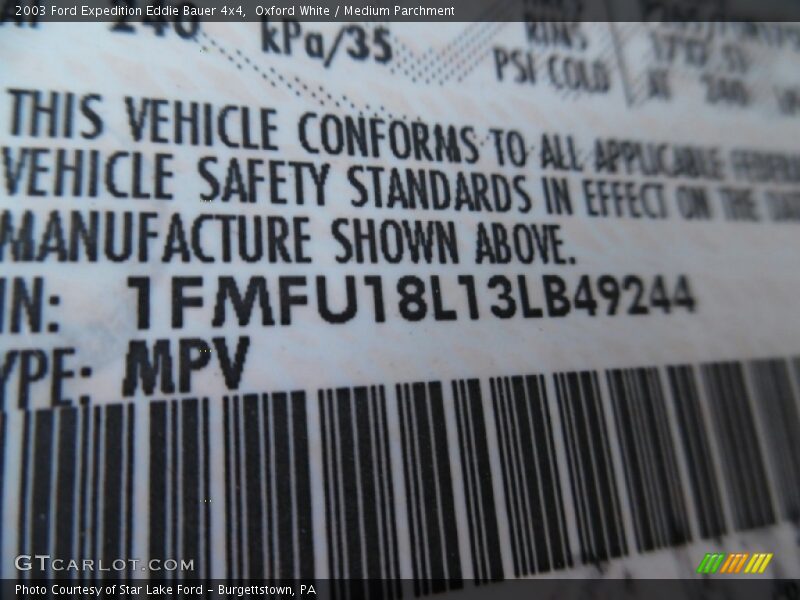 2003 Ford Expedition Eddie Bauer 4x4, Oxford White / Medium Parchment
240
kPa/35
PSI COLD
THIS VEHICLE CONFORMS TO ALL APPLICABLE FEDERAL
VEHICLE SAFETY STANDARDS IN EFFECT ON THE DATE
MANUFACTURE SHOWN ABOVE.
IN: 1FMFU18L13LB49244
YPE: MPV
GTCARLOT.COM
Photo Courtesy of Star Lake Ford – Burgettstown, PA